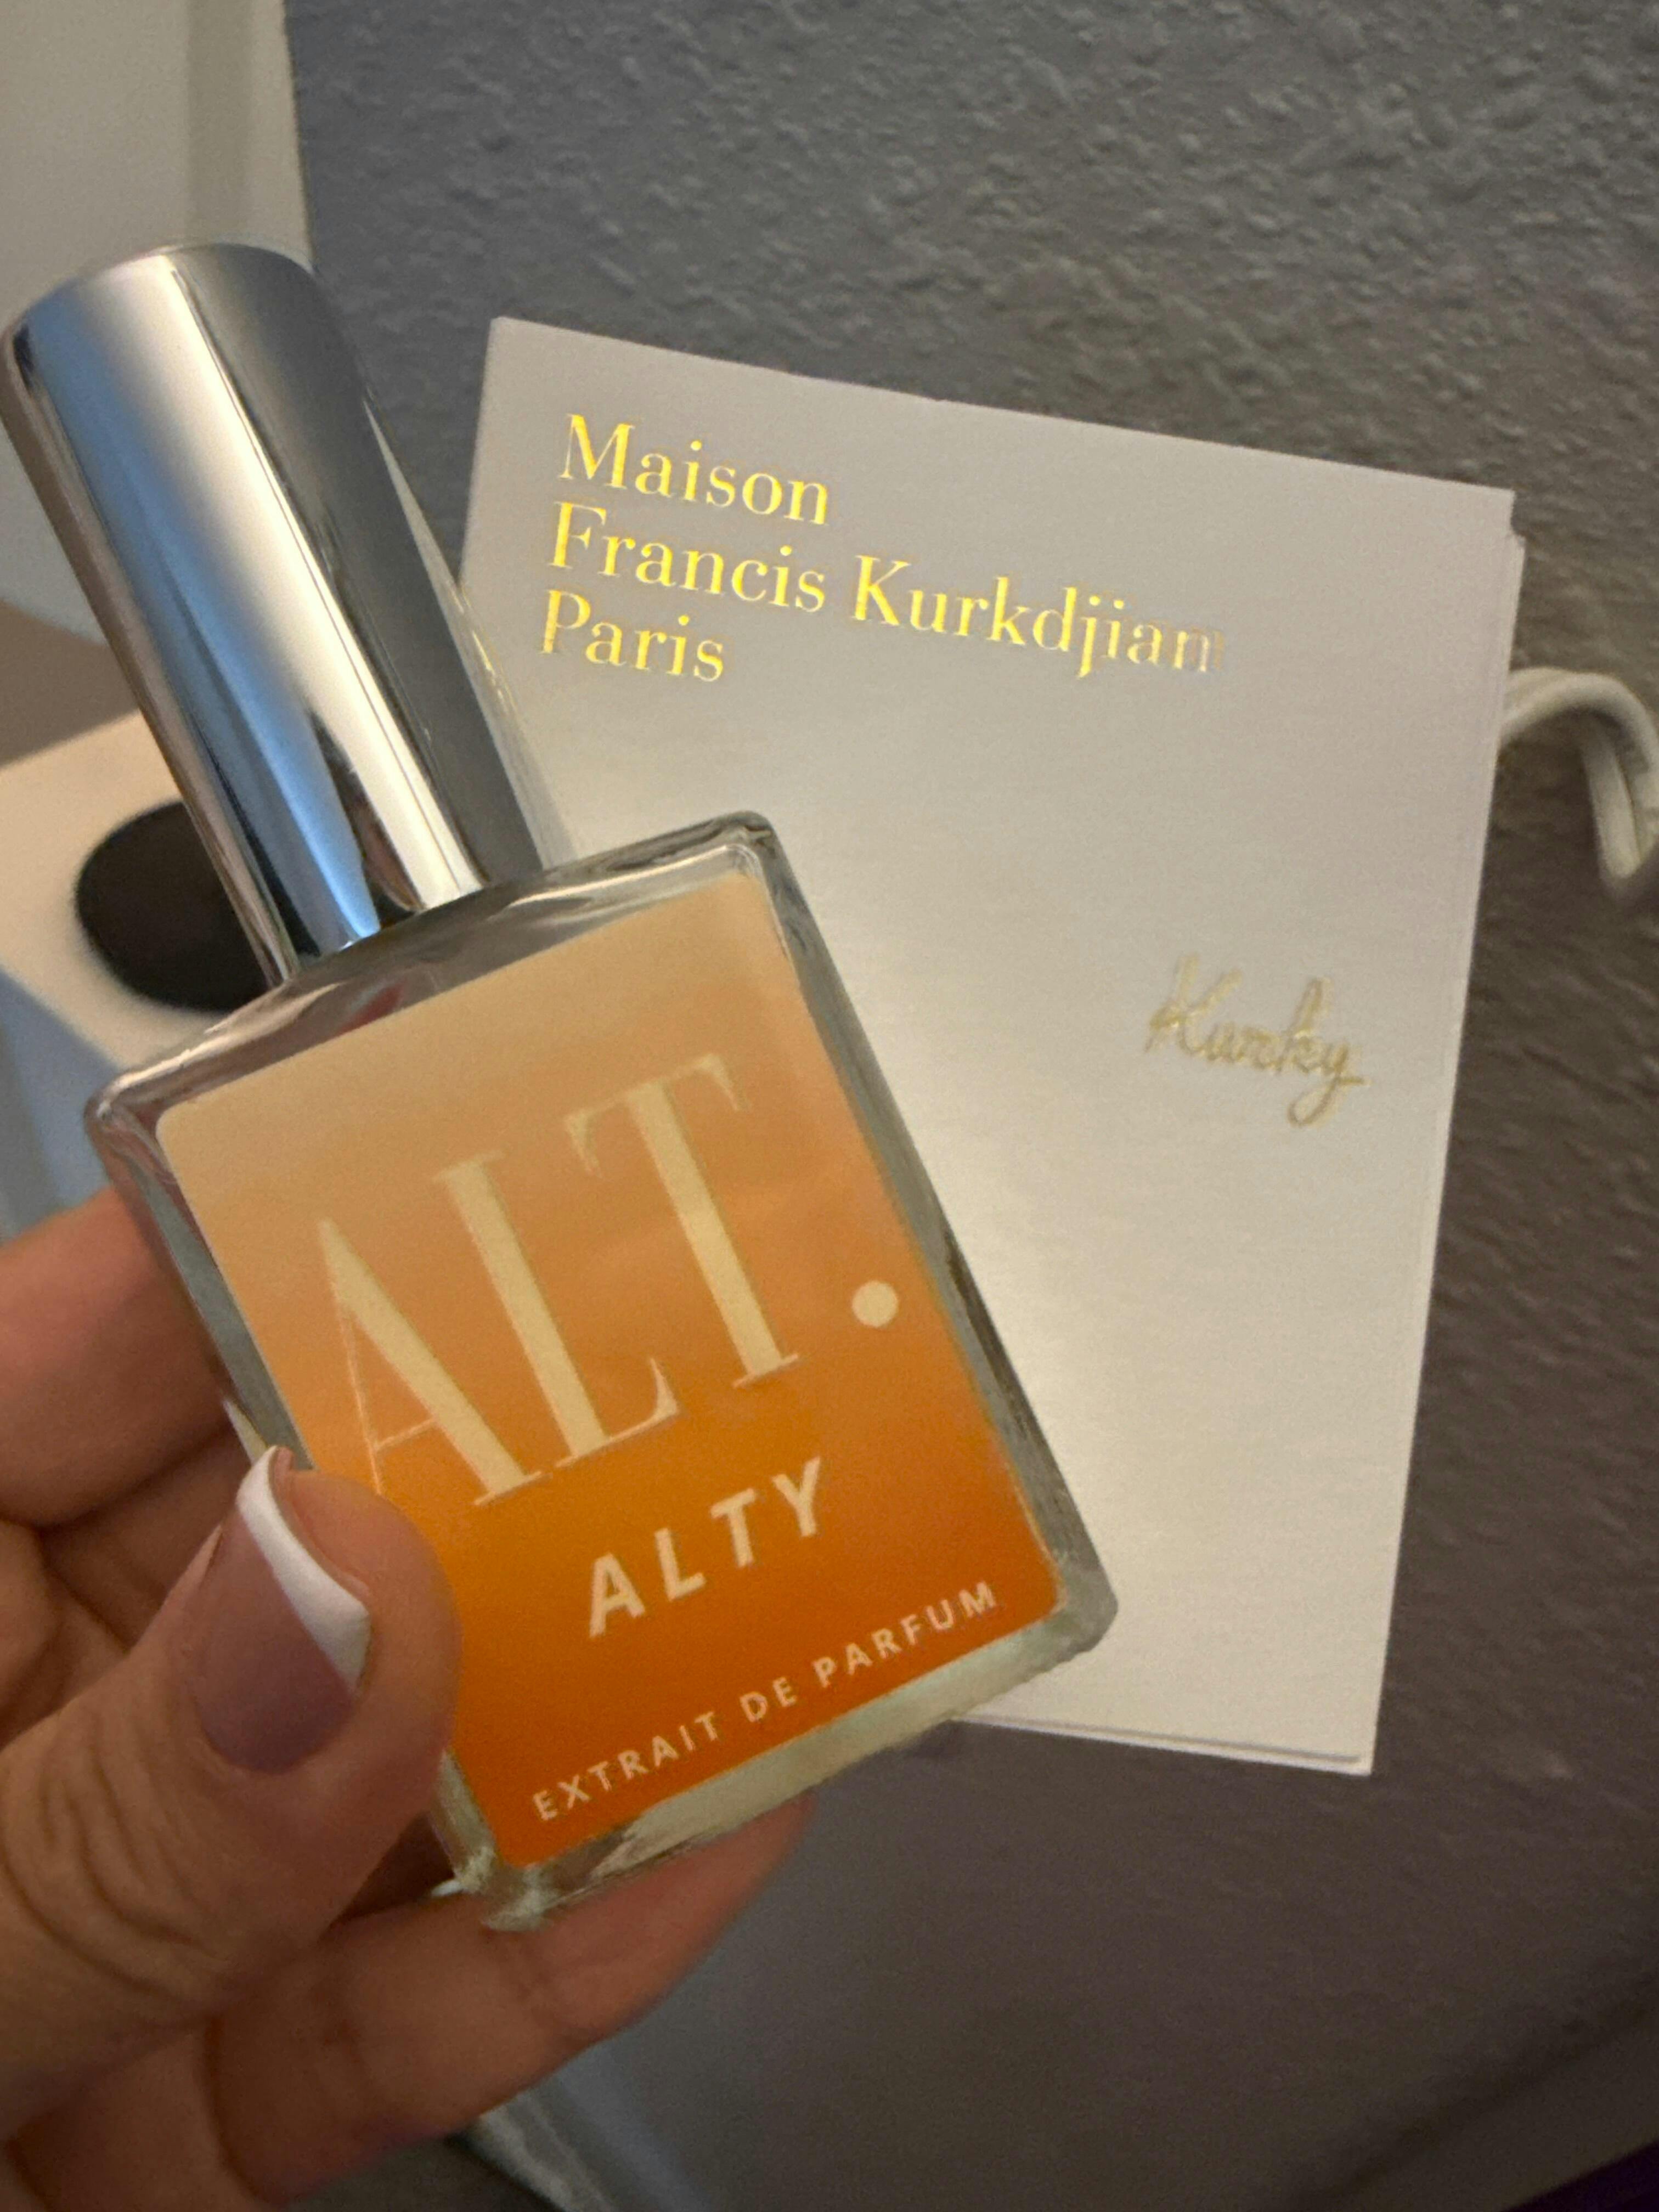 Maison
Francis Kurkdjian
Paris
Kurky
ALT.
ALTY
EXTRAIT DE PARFUM